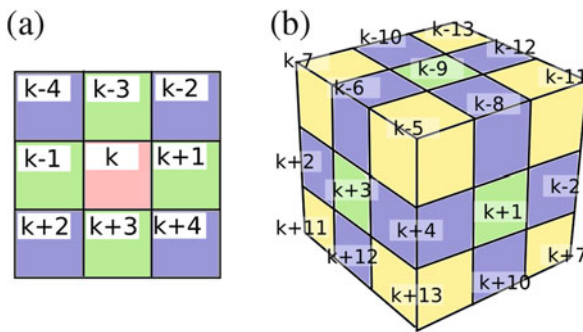 (a)
k-4 k-3 k-2
k-1 k k+1
k+2 k+3 k+4
(b)
k-13
k-10
k-12
k-7
k-9
k-11
k-6
k-8
k-5
k+2
k+3
k-2
k+1
k+4
k+11
k+12
k+7
k+10
k+13